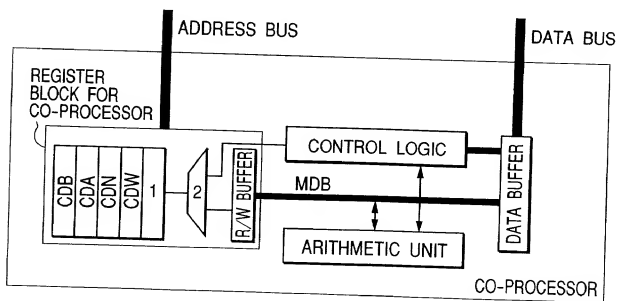 ADDRESS BUS
DATA BUS
REGISTER
BLOCK FOR
CO-PROCESSOR
CONTROL LOGIC
CDB
CDA
CDN
CDW
1
2
R/W BUFFER
MDB
DATA BUFFER
ARITHMETIC UNIT
CO-PROCESSOR